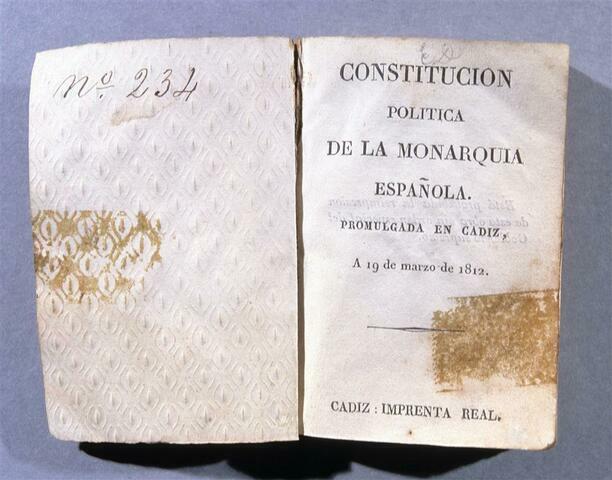 nº. 234
CONSTITUCION
POLITICA
DE LA MONARQUIA
ESPAÑOLA.
PROMULGADA EN CADIZ,
A 19 de marzo de 1812.
CADIZ: IMPRENTA REAL.